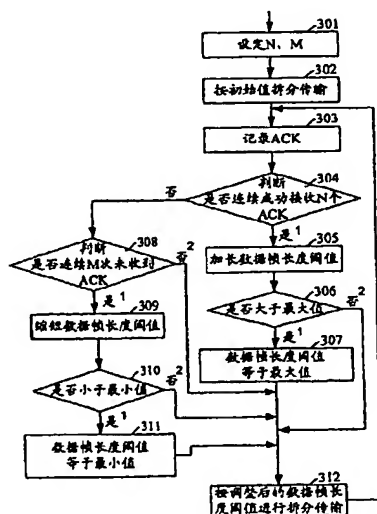 301
设定N、M
302
按初始值拆分传输
303
记录ACK
304
判断
是否连续成功接收N个
ACK
否
是1
305
加长数据帧长度阈值
306
是否大于最大值
否2
是1
307
数据帧长度阈值
等于最大值
判断
308
是否连续M次未收到
ACK
否2
是1
309
缩短数据帧长度阈值
310
是否小于最小值
否2
是1
311
数据帧长度阈值
等于最小值
312
按调整后的数据帧长
度阈值进行拆分传输